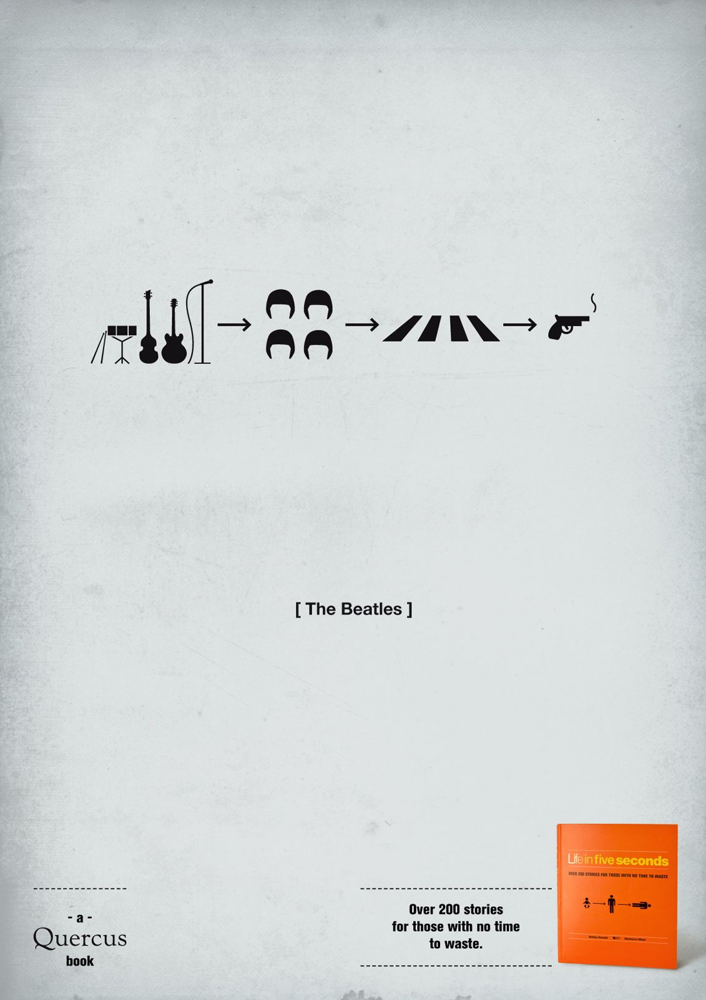 [ The Beatles ]
- a -
Quercus
book
Over 200 stories
for those with no time
to waste.
Life in five seconds
OVER 200 STORIES FOR THOSE WITH NO TIME TO WASTE